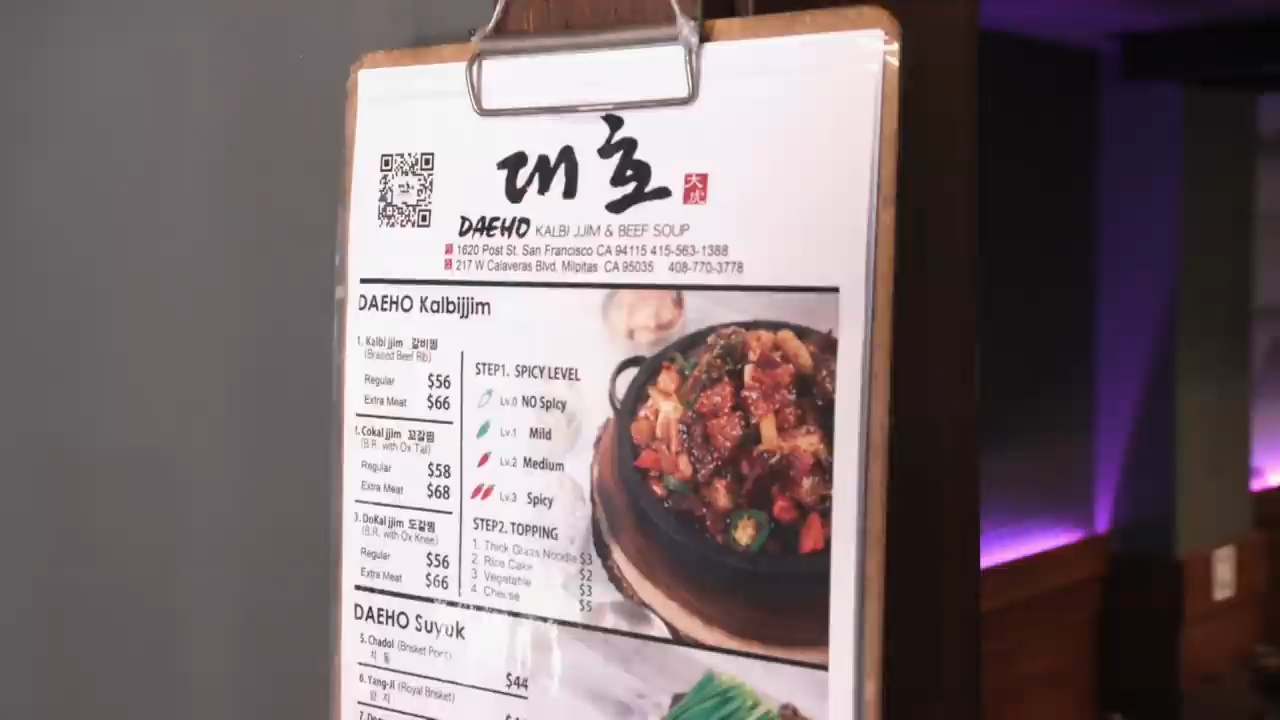 대호
大虎
DAEHO KALBI JJIM & BEEF SOUP
1620 Post St. San Francisco CA 94115 415-563-1388
217 W Calaveras Blvd, Milpitas CA 95035 408-770-3778
DAEHO Kalbijjim
1. Kalbi jjim 갈비찜
(Braised Beef Rib)
Regular $56
Extra Meat $66
Cokal jjim 꼬갈찜
(B.R. with Ox Tail)
Regular $58
Extra Meat $68
3. DoKal jjim 도갈찜
(B.R. with Ox Knee)
Regular $56
Extra Meat $66
STEP1. SPICY LEVEL
Lv.0 NO Spicy
Lv.1 Mild
Lv.2 Medium
Lv.3 Spicy
STEP2. TOPPING
1. Thick Glass Noodle $3
2. Rice Cake $2
3 Vegetable $3
4. Cheese $5
DAEHO Suyuk
5. Chadol (Brisket Point)
차돌
$44
6. Yang-Ji (Royal Brisket)
양지